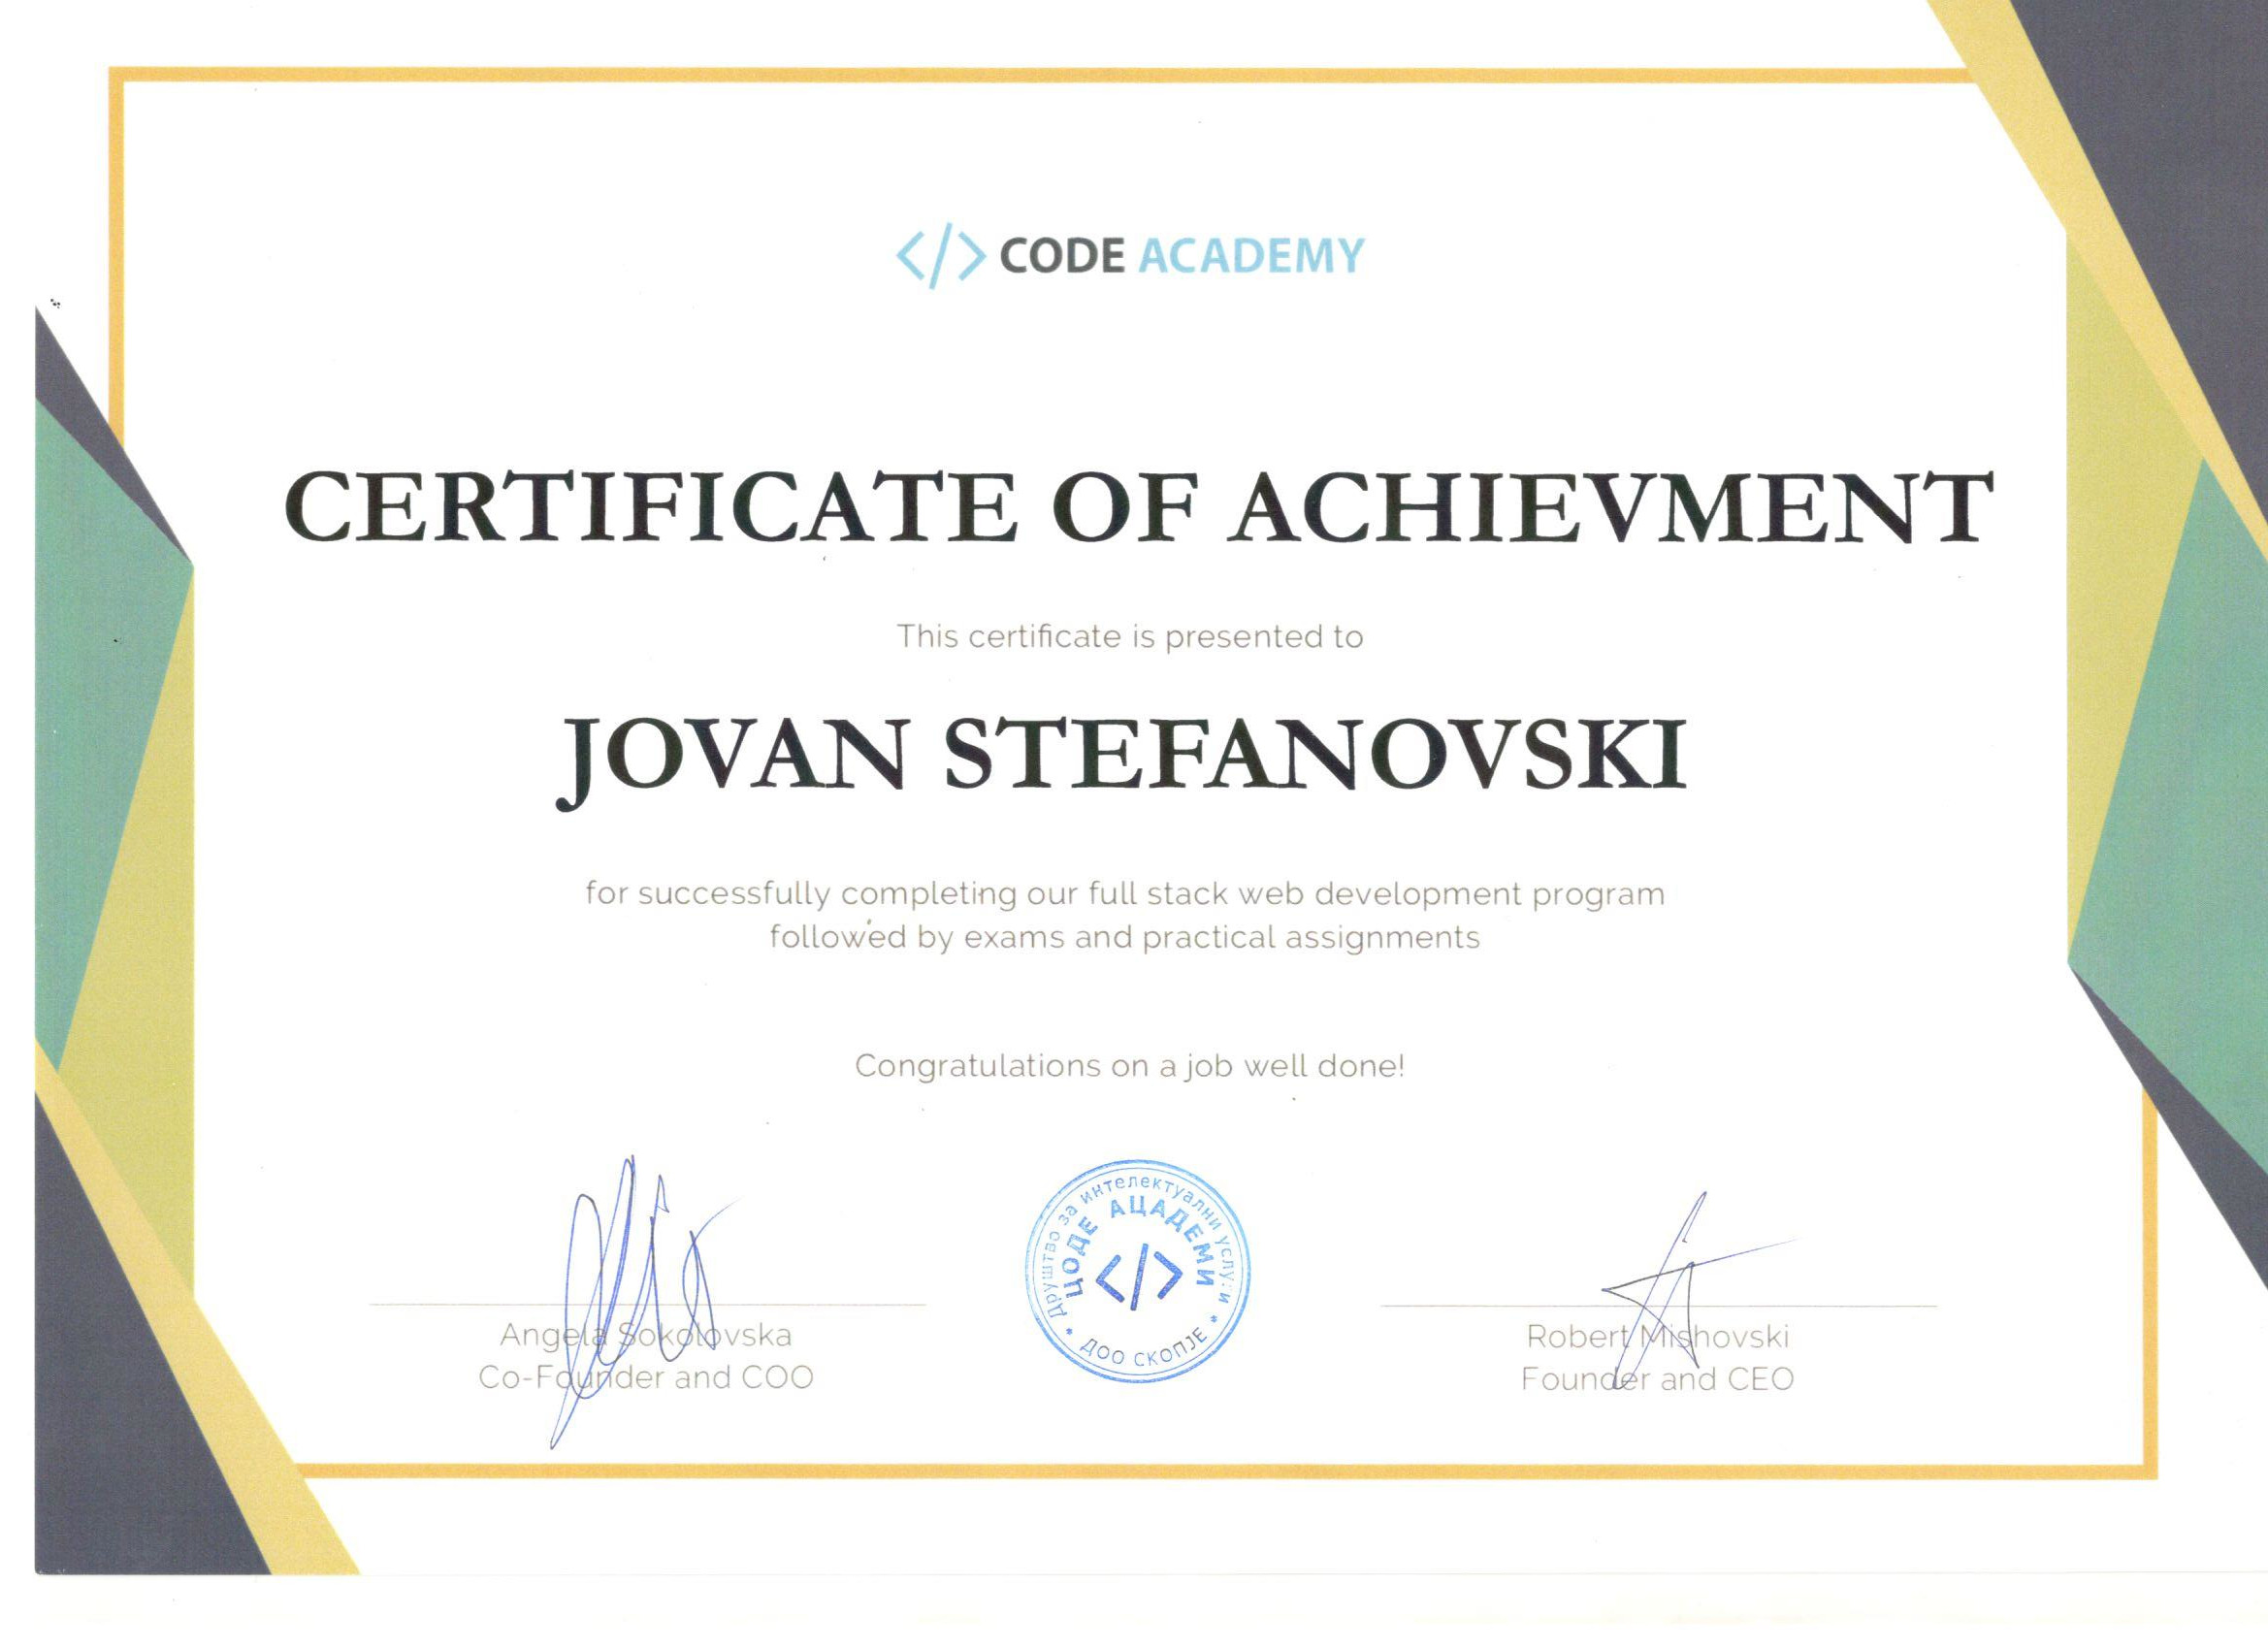 </> CODE ACADEMY
CERTIFICATE OF ACHIEVMENT
This certificate is presented to
JOVAN STEFANOVSKI
for successfully completing our full stack web development program
followed by exams and practical assignments
Congratulations on a job well done!
Друштво за интелектуални услуги
ЦОДЕ АЦАДЕМИ
</>
ДОО СКОПЈЕ
Angela Sokolovska
Co-Founder and COO
Robert Mishovski
Founder and CEO